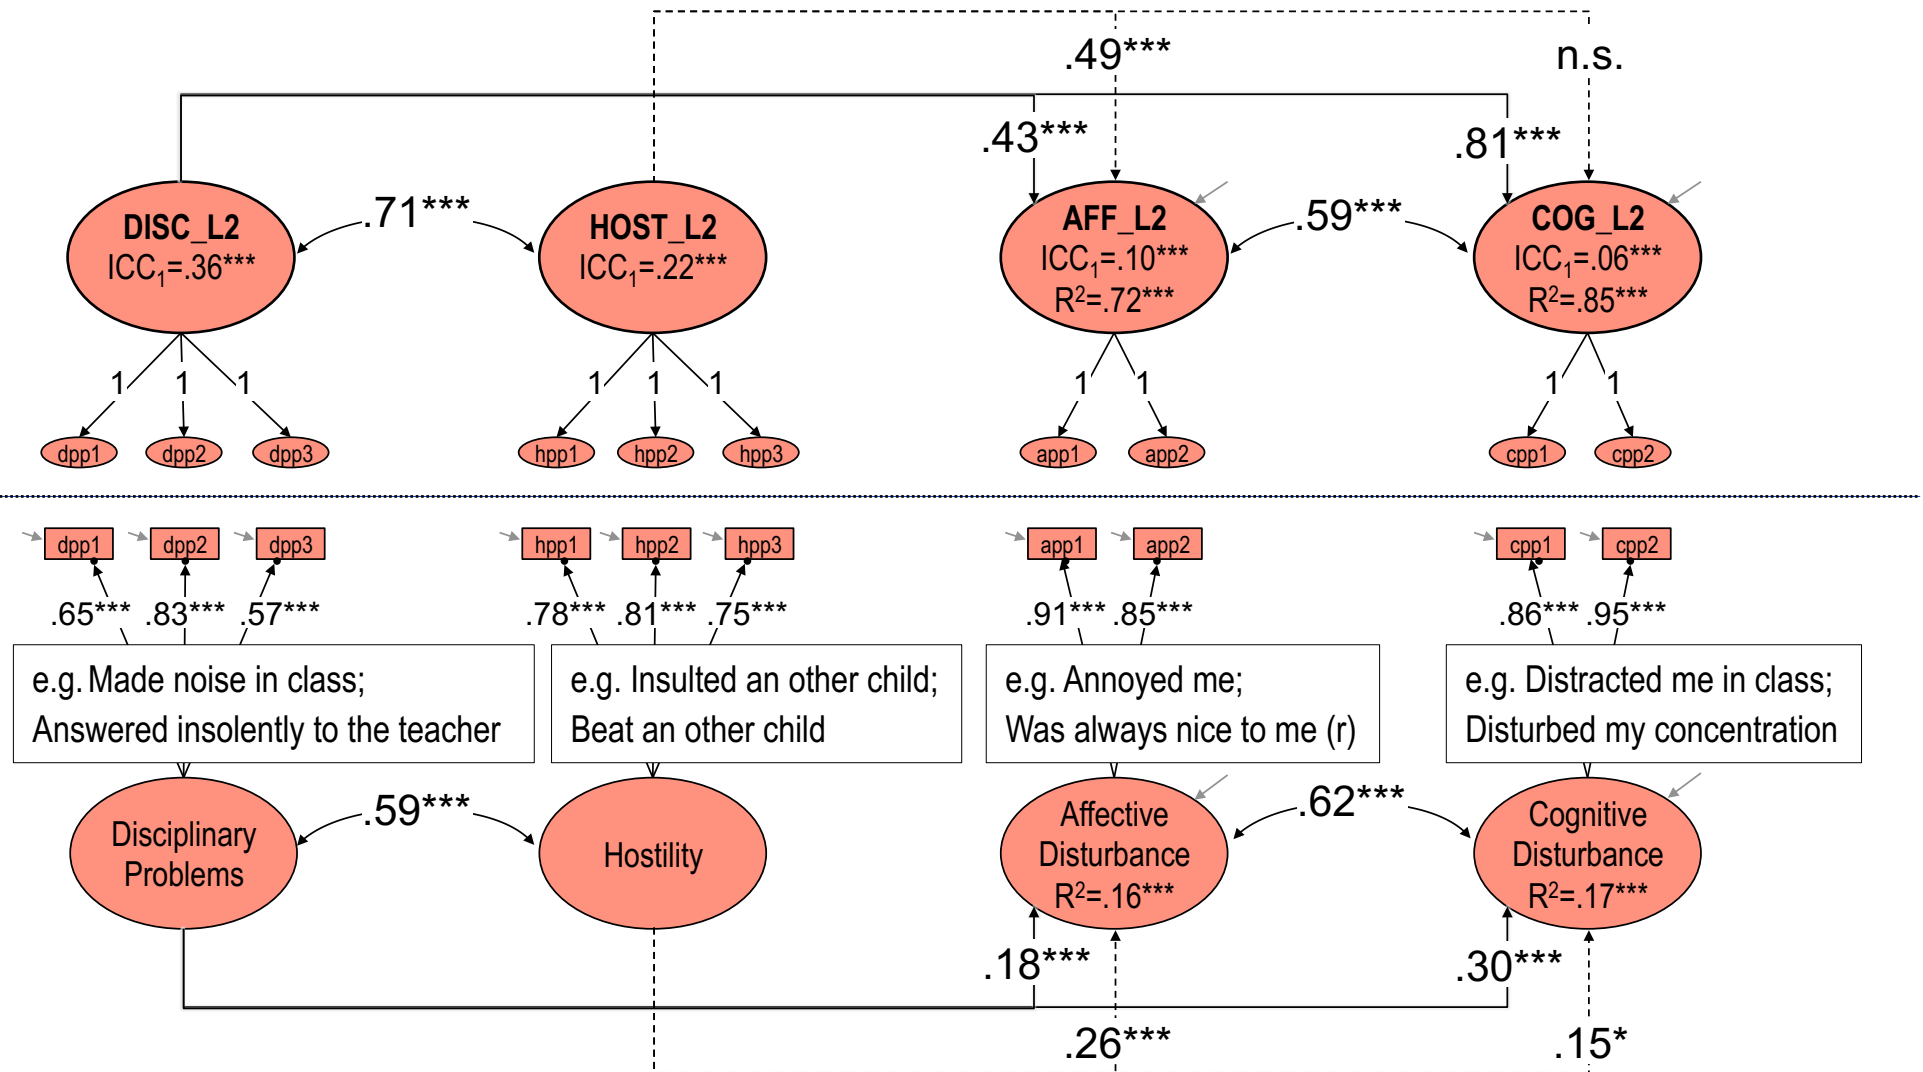 .49***
n.s.
.43***
.81***
DISC_L2
ICC₁=.36***
.71***
HOST_L2
ICC₁=.22***
AFF_L2
ICC₁=.10***
R²=.72***
.59***
COG_L2
ICC₁=.06***
R²=.85***
1 1 1
1 1 1
1 1
1 1
dpp1 dpp2 dpp3
hpp1 hpp2 hpp3
app1 app2
cpp1 cpp2
dpp1 dpp2 dpp3
hpp1 hpp2 hpp3
app1 app2
cpp1 cpp2
.65*** .83*** .57***
.78*** .81*** .75***
.91*** .85***
.86*** .95***
e.g. Made noise in class;
Answered insolently to the teacher
e.g. Insulted an other child;
Beat an other child
e.g. Annoyed me;
Was always nice to me (r)
e.g. Distracted me in class;
Disturbed my concentration
Disciplinary
Problems
.59***
Hostility
Affective
Disturbance
R²=.16***
.62***
Cognitive
Disturbance
R²=.17***
.18***
.30***
.26***
.15*